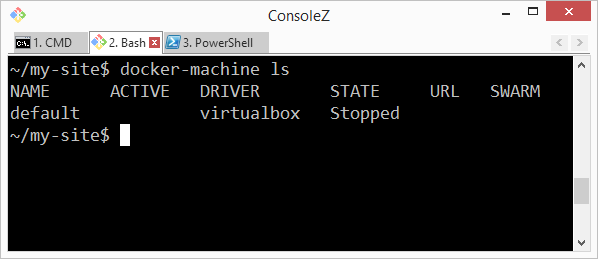 ConsoleZ
1. CMD 2. Bash 3. PowerShell
~/my-site$ docker-machine ls
NAME ACTIVE DRIVER STATE URL SWARM
default virtualbox Stopped
~/my-site$